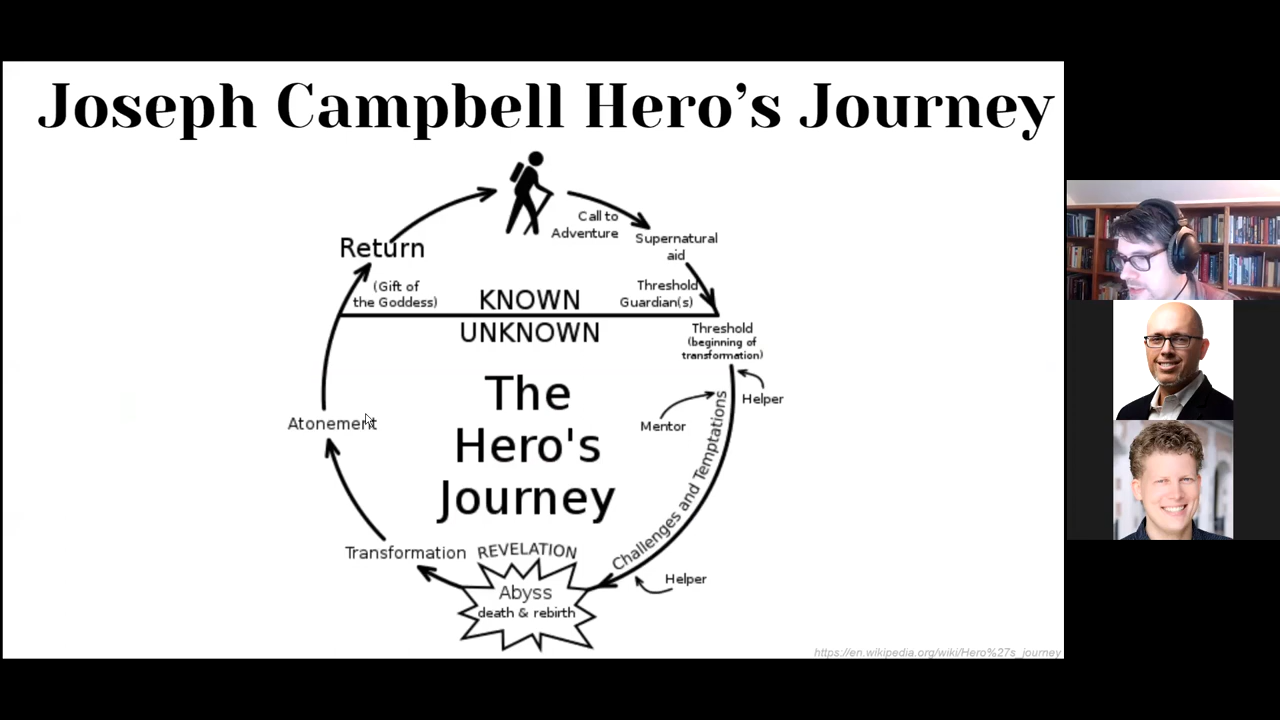 Joseph Campbell Hero’s Journey
Call to
Adventure
Supernatural
aid
Return
(Gift of
the Goddess)
KNOWN
Threshold
Guardian(s)
UNKNOWN
Threshold
(beginning of
transformation)
Helper
Mentor
The
Hero's
Journey
Atonement
Challenges and Temptations
Transformation
REVELATION
Abyss
death & rebirth
Helper
https://en.wikipedia.org/wiki/Hero%27s_journey